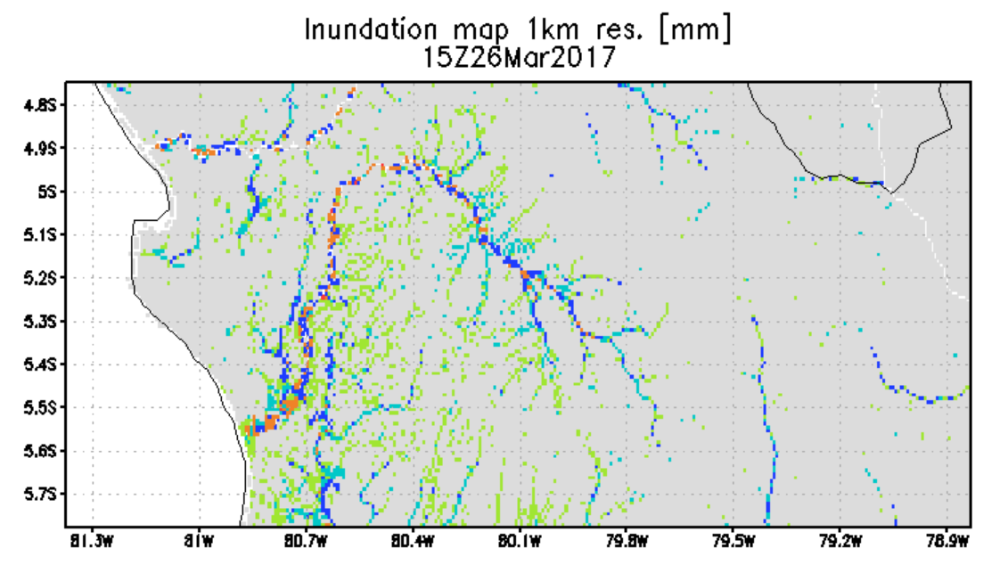 Inundation map 1km res. [mm]
15Z26Mar2017
4.8S
4.9S
5S
5.1S
5.2S
5.3S
5.4S
5.5S
5.6S
5.7S
81.3W 81W 80.7W 80.4W 80.1W 79.8W 79.5W 79.2W 78.9W